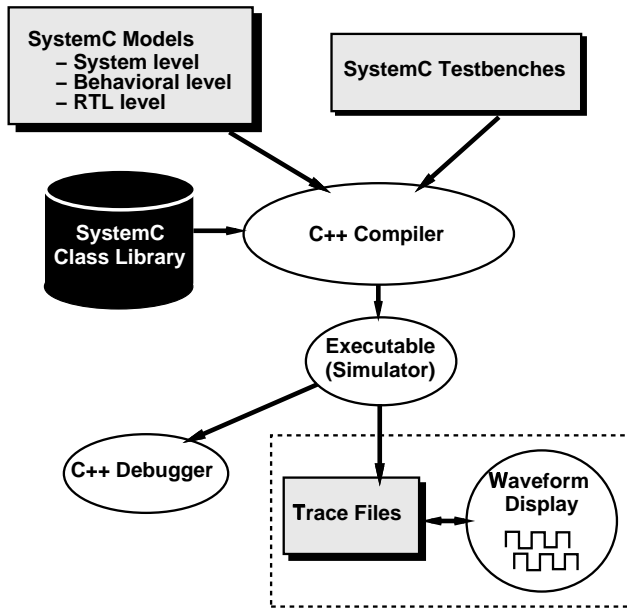 SystemC Models
– System level
– Behavioral level
– RTL level
SystemC Testbenches
SystemC
Class Library
C++ Compiler
Executable
(Simulator)
C++ Debugger
Trace Files
Waveform
Display